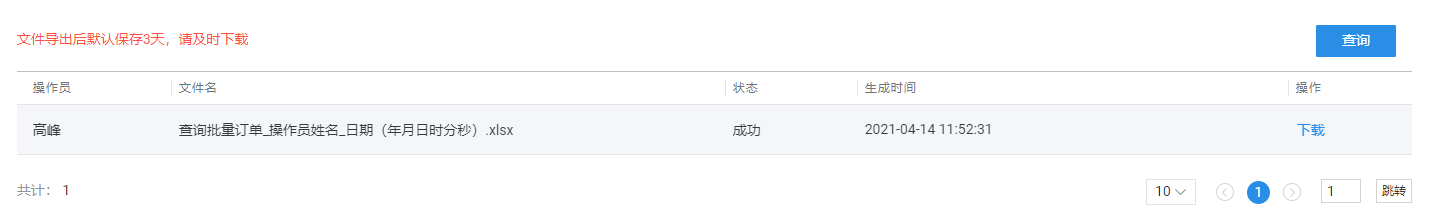 文件导出后默认保存3天，请及时下载
查询
操作员 文件名 状态 生成时间 操作
高峰 查询批量订单_操作员姓名_日期（年月日时分秒）.xlsx 成功 2021-04-14 11:52:31 下载
共计： 1 10 1 1 跳转